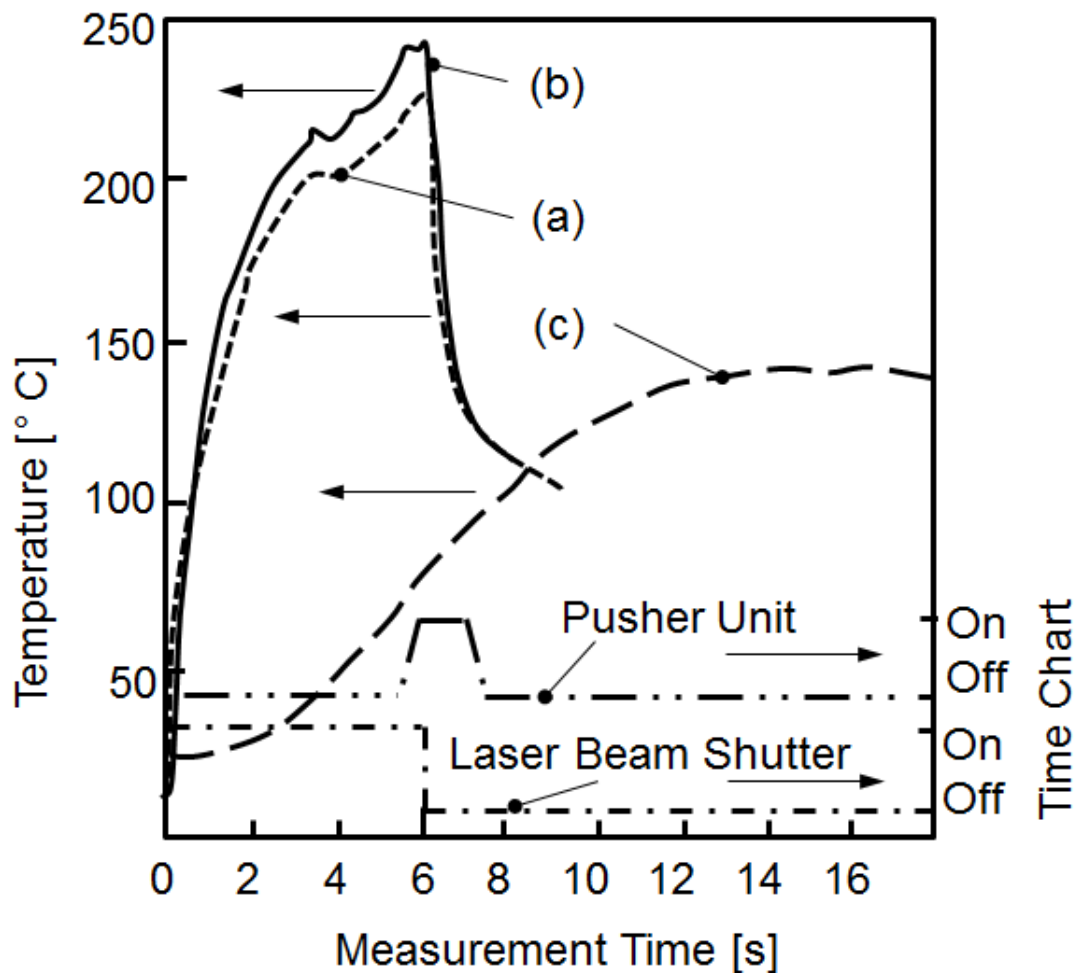 250
200
150
100
50
Temperature [° C]
(b)
(a)
(c)
Pusher Unit
On
Off
Laser Beam Shutter
On
Off
Time Chart
0 2 4 6 8 10 12 14 16
Measurement Time [s]